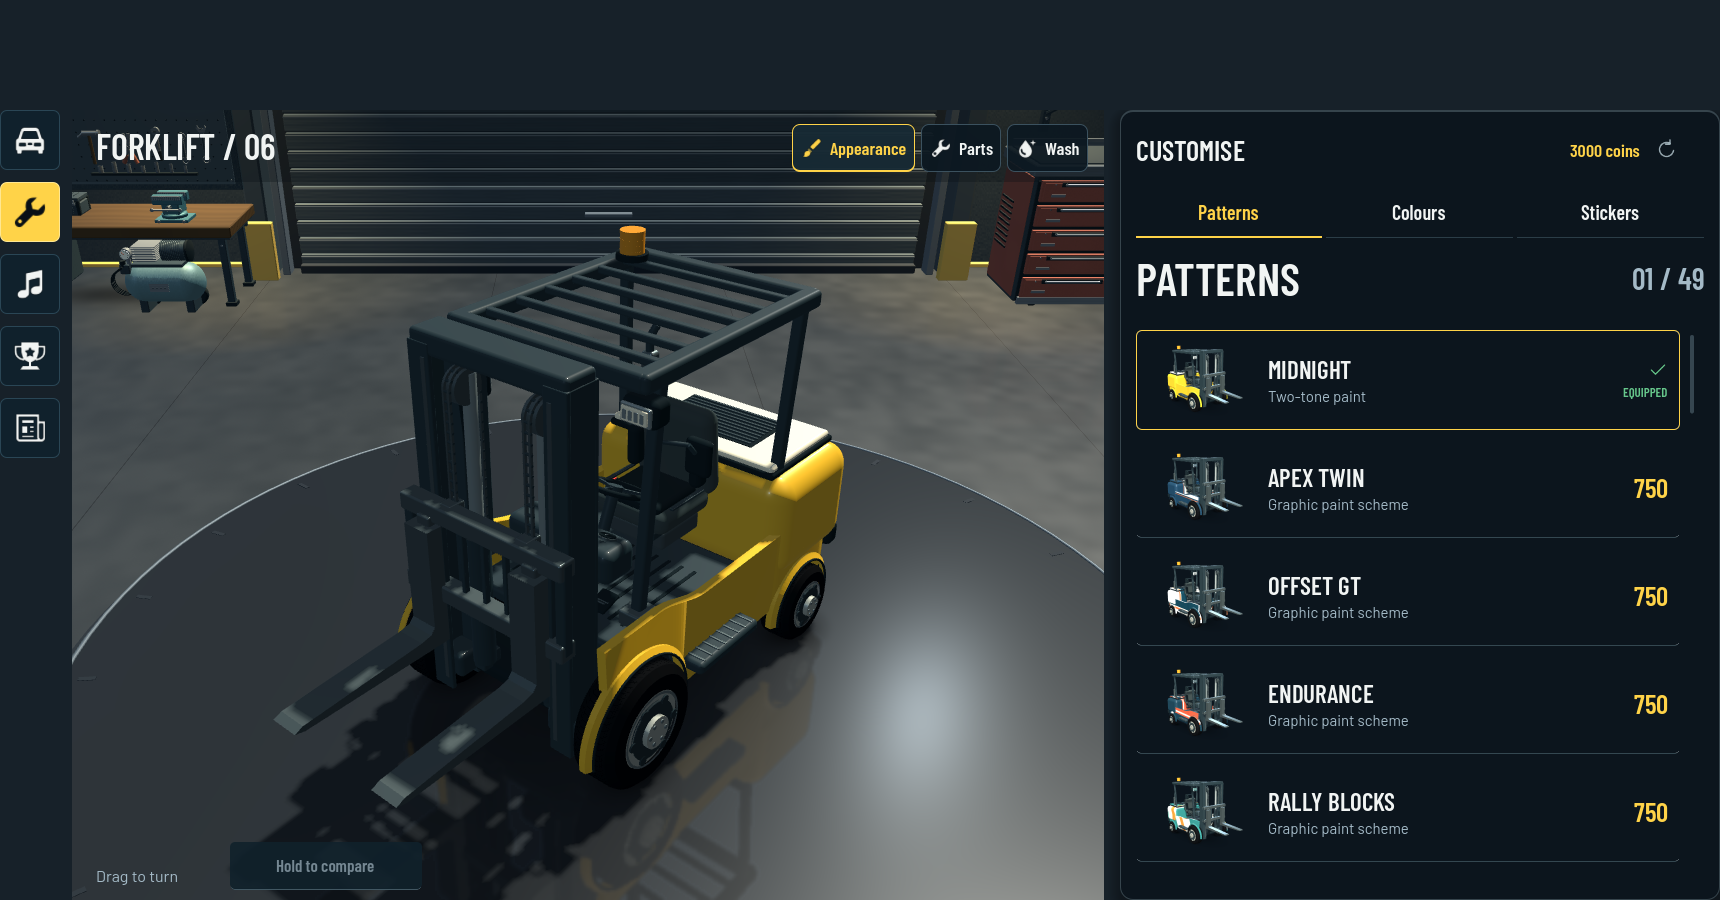 FORKLIFT / 06
Appearance
Parts
Wash
Drag to turn
Hold to compare
CUSTOMISE
3000 coins
Patterns
Colours
Stickers
PATTERNS
01 / 49
MIDNIGHT
Two-tone paint
EQUIPPED
APEX TWIN
Graphic paint scheme
750
OFFSET GT
Graphic paint scheme
750
ENDURANCE
Graphic paint scheme
750
RALLY BLOCKS
Graphic paint scheme
750